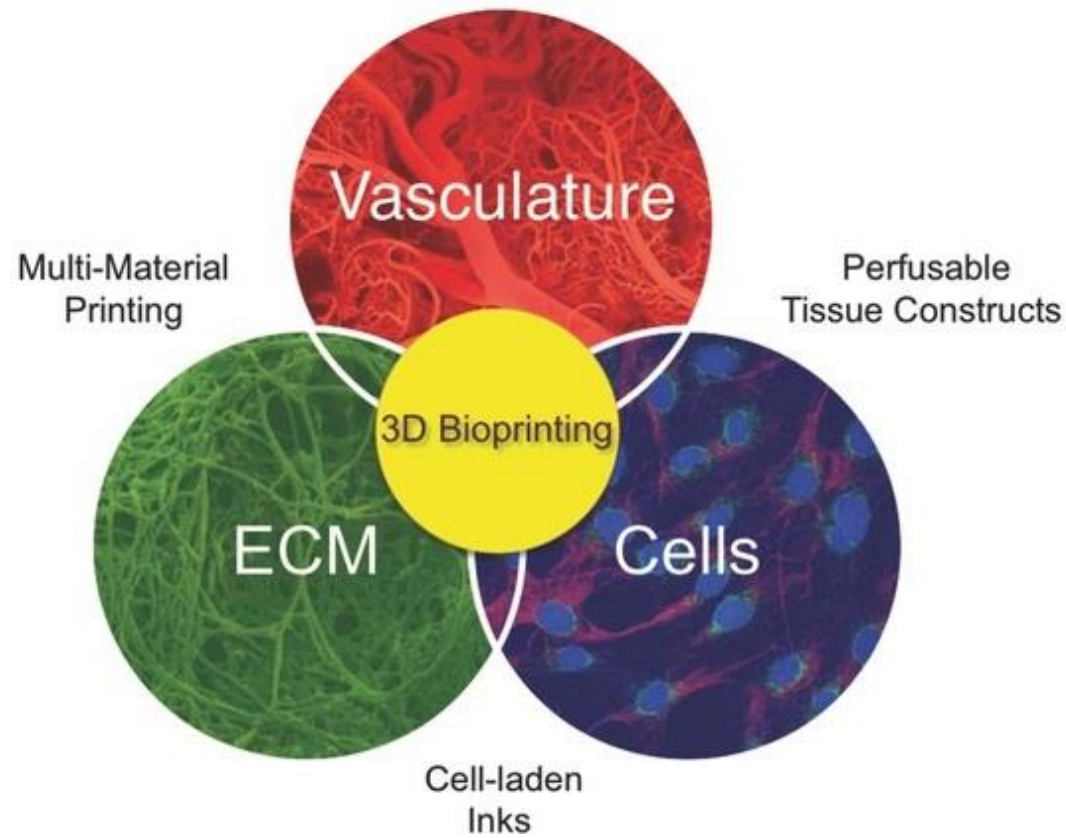 Vasculature
Multi-Material
Printing
Perfusable
Tissue Constructs
3D Bioprinting
ECM
Cells
Cell-laden
Inks